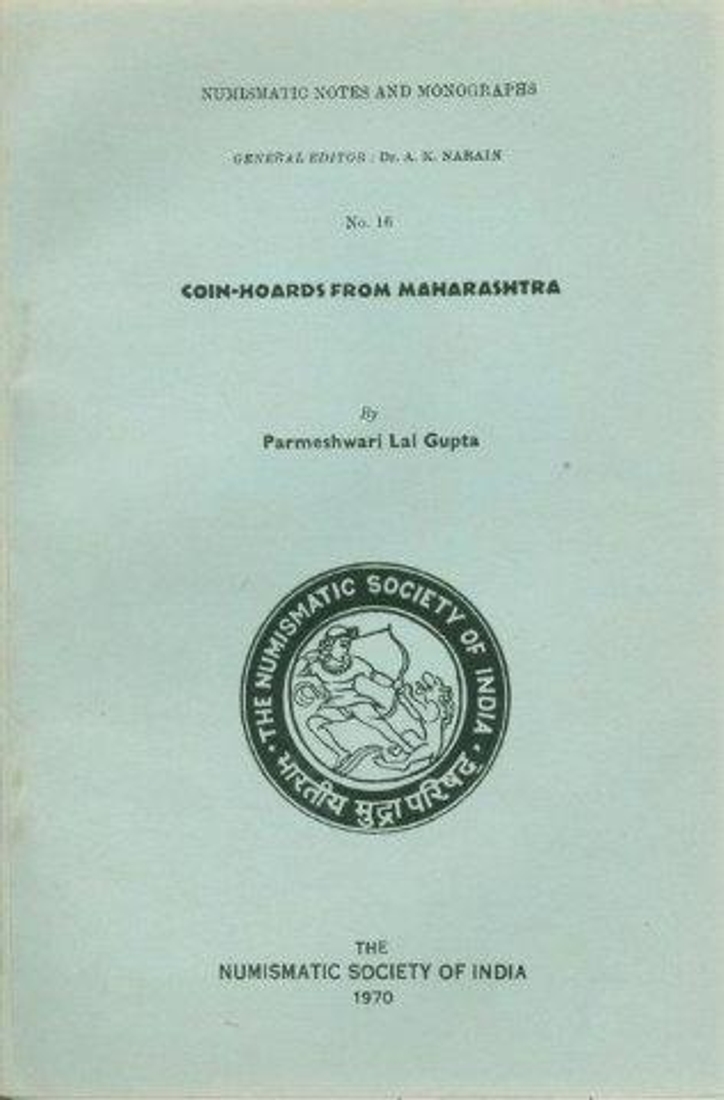 NUMISMATIC NOTES AND MONOGRAPHS
GENERAL EDITOR : Dr. A. K. NARAIN
No. 16
COIN-HOARDS FROM MAHARASHTRA
By
Parmeshwari Lal Gupta
THE NUMISMATIC SOCIETY OF INDIA
भारतीय मुद्रा परिषद्
THE
NUMISMATIC SOCIETY OF INDIA
1970